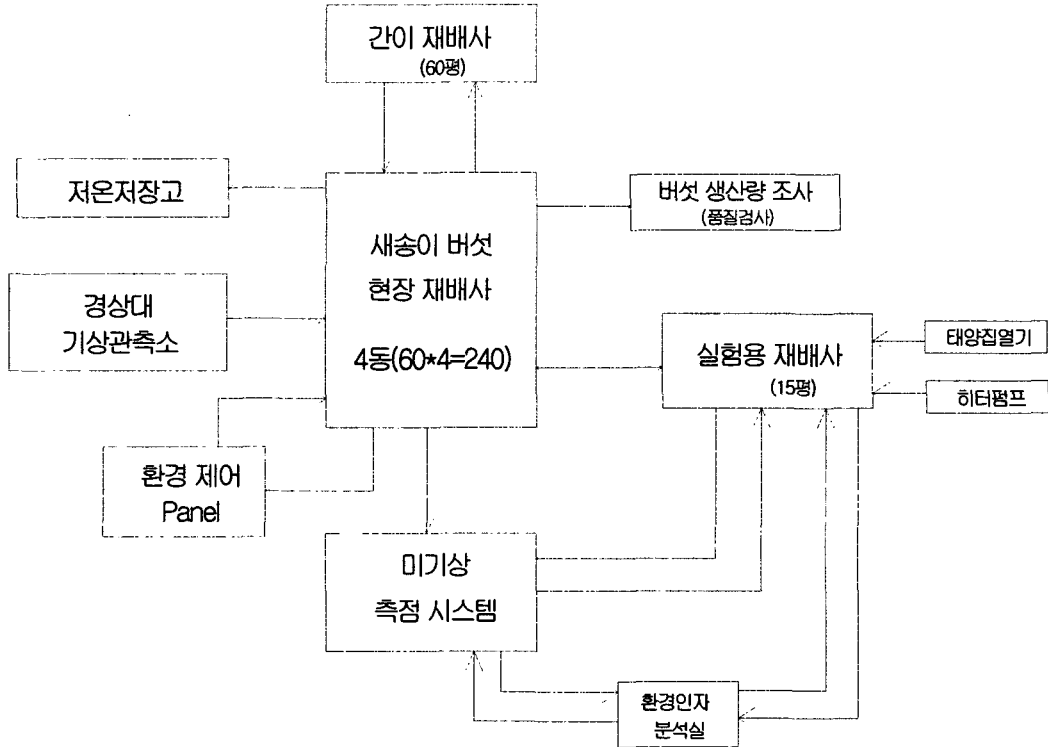 간이 재배사
(60평)
저온저장고
버섯 생산량 조사
(품질검사)
새송이 버섯
현장 재배사
4동(60*4=240)
경상대
기상관측소
실험용 재배사
(15평)
태양집열기
히터펌프
환경 제어
Panel
미기상
측정 시스템
환경인자
분석실